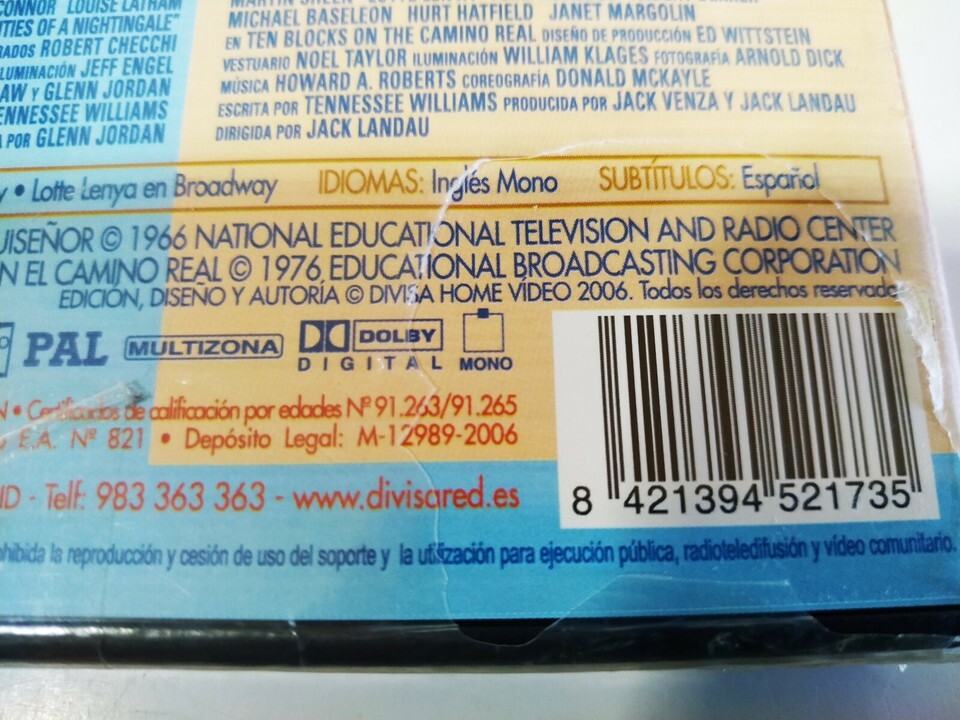 CONNOR LOUISE LATHAM
TIES OF A NIGHTINGALE"
ROBERT CHECCHI
JEFF ENGEL
Y GLENN JORDAN
TENNESSEE WILLIAMS
POR GLENN JORDAN
MICHAEL BASELEON HURT HATFIELD JANET MARGOLIN
EN TEN BLOCKS ON THE CAMINO REAL DISEÑO DE PRODUCCIÓN ED WITTSTEIN
VESTUARIO NOEL TAYLOR ILUMINACIÓN WILLIAM KLAGES FOTOGRAFÍA ARNOLD DICK
MÚSICA HOWARD A. ROBERTS COREOGRAFÍA DONALD MCKAYLE
ESCRITA POR TENNESSEE WILLIAMS PRODUCIDA POR JACK VENZA Y JACK LANDAU
DIRIGIDA POR JACK LANDAU
y • Lotte Lenya en Broadway IDIOMAS: Inglés Mono SUBTÍTULOS: Español
UISEÑOR © 1966 NATIONAL EDUCATIONAL TELEVISION AND RADIO CENTER
EN EL CAMINO REAL © 1976 EDUCATIONAL BROADCASTING CORPORATION
EDICIÓN, DISEÑO Y AUTORÍA © DIVISA HOME VÍDEO 2006. Todos los derechos reservados
PAL MULTIZONA DOLBY DIGITAL MONO
N • Certificados de calificación por edades Nº 91.263/91.265
E.A. Nº 821 • Depósito Legal: M-12989-2006
ID - Telf: 983 363 363 - www.divisared.es
8 421394 521735
ohibida la reproducción y cesión de uso del soporte y la utilización para ejecución pública, radioteledifusión y vídeo comunitario.